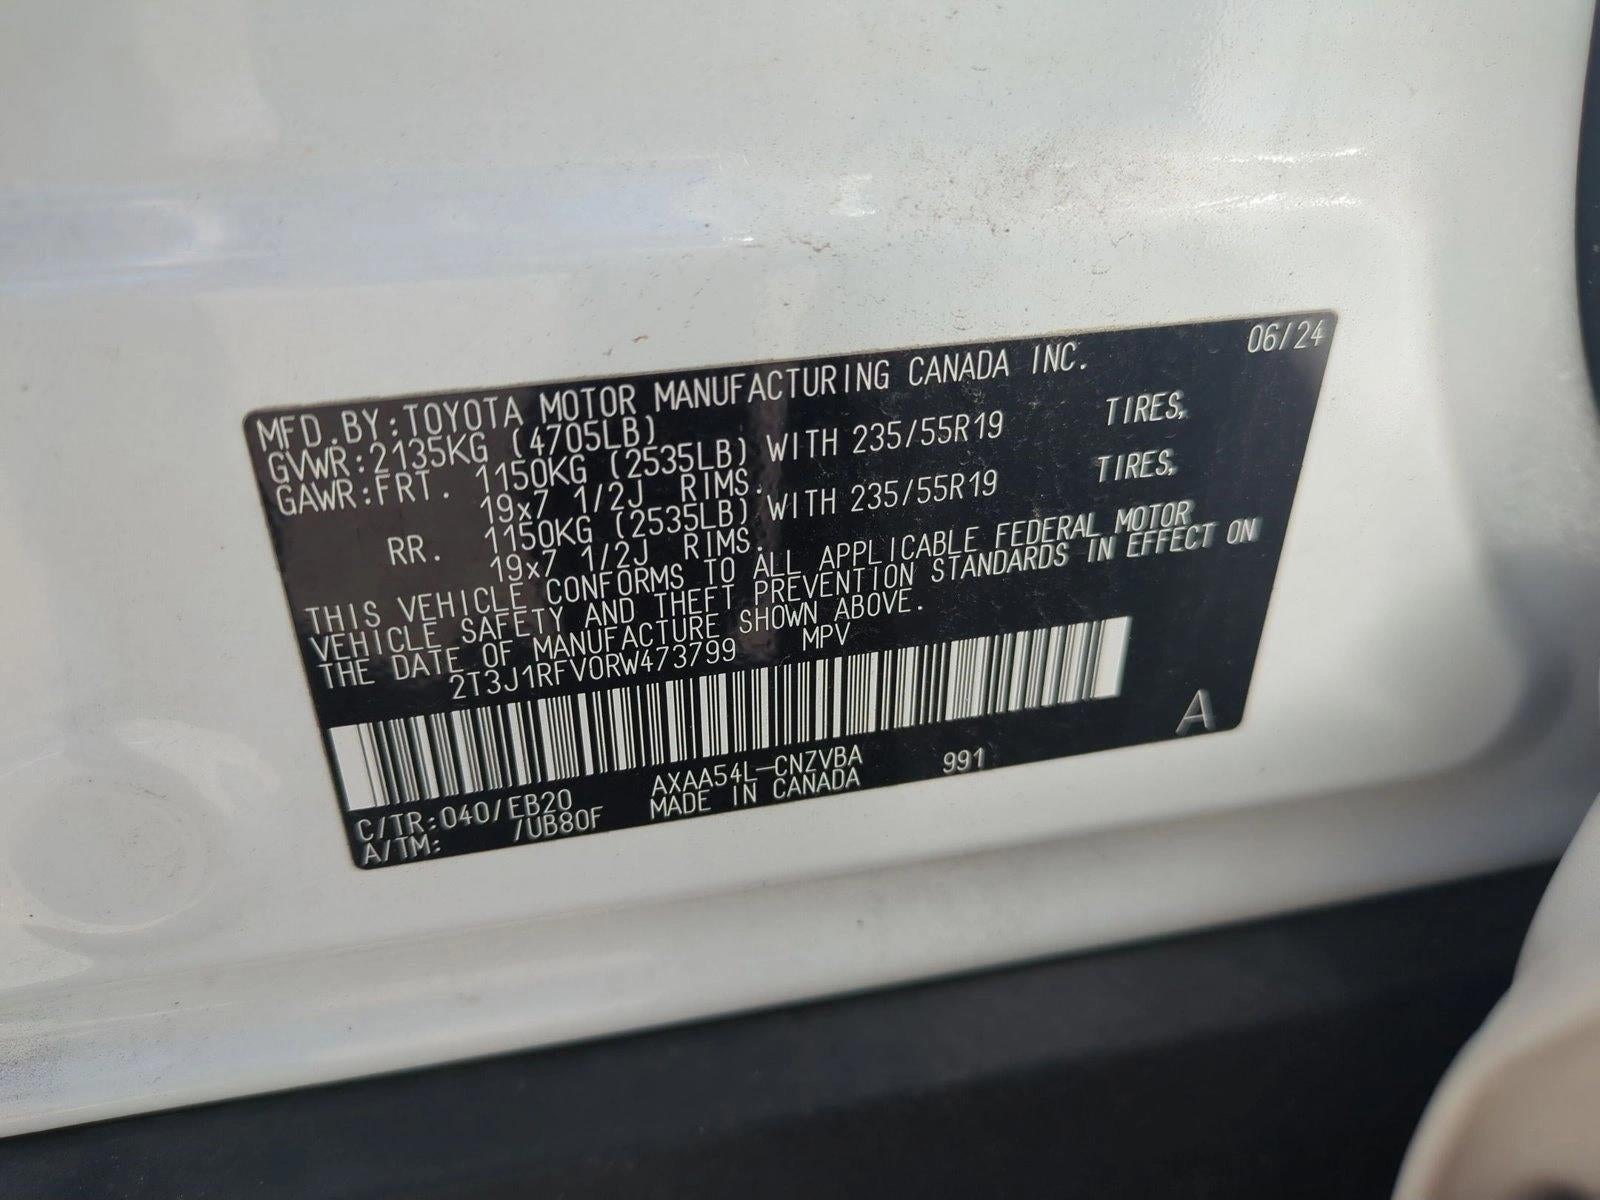 06/24
MFD.BY:TOYOTA MOTOR MANUFACTURING CANADA INC.
GVWR:2135KG (4705LB)
GAWR:FRT. 1150KG (2535LB) WITH 235/55R19 TIRES,
19x7 1/2J RIMS.
RR. 1150KG (2535LB) WITH 235/55R19 TIRES,
19x7 1/2J RIMS.
THIS VEHICLE CONFORMS TO ALL APPLICABLE FEDERAL MOTOR
VEHICLE SAFETY AND THEFT PREVENTION STANDARDS IN EFFECT ON
THE DATE OF MANUFACTURE SHOWN ABOVE.
2T3J1RFV0RW473799 MPV
A
C/TR:040/EB20 AXAA54L-CNZVBA 991
A/TM: /UB80F MADE IN CANADA